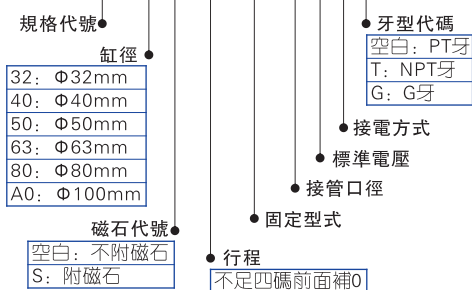 規格代號
牙型代碼
空白: PT牙
T: NPT牙
G: G牙
缸徑
32: Φ32mm
40: Φ40mm
50: Φ50mm
63: Φ63mm
80: Φ80mm
A0: Φ100mm
接電方式
標準電壓
接管口徑
固定型式
磁石代號
空白: 不附磁石
S: 附磁石
行程
不足四碼前面補0